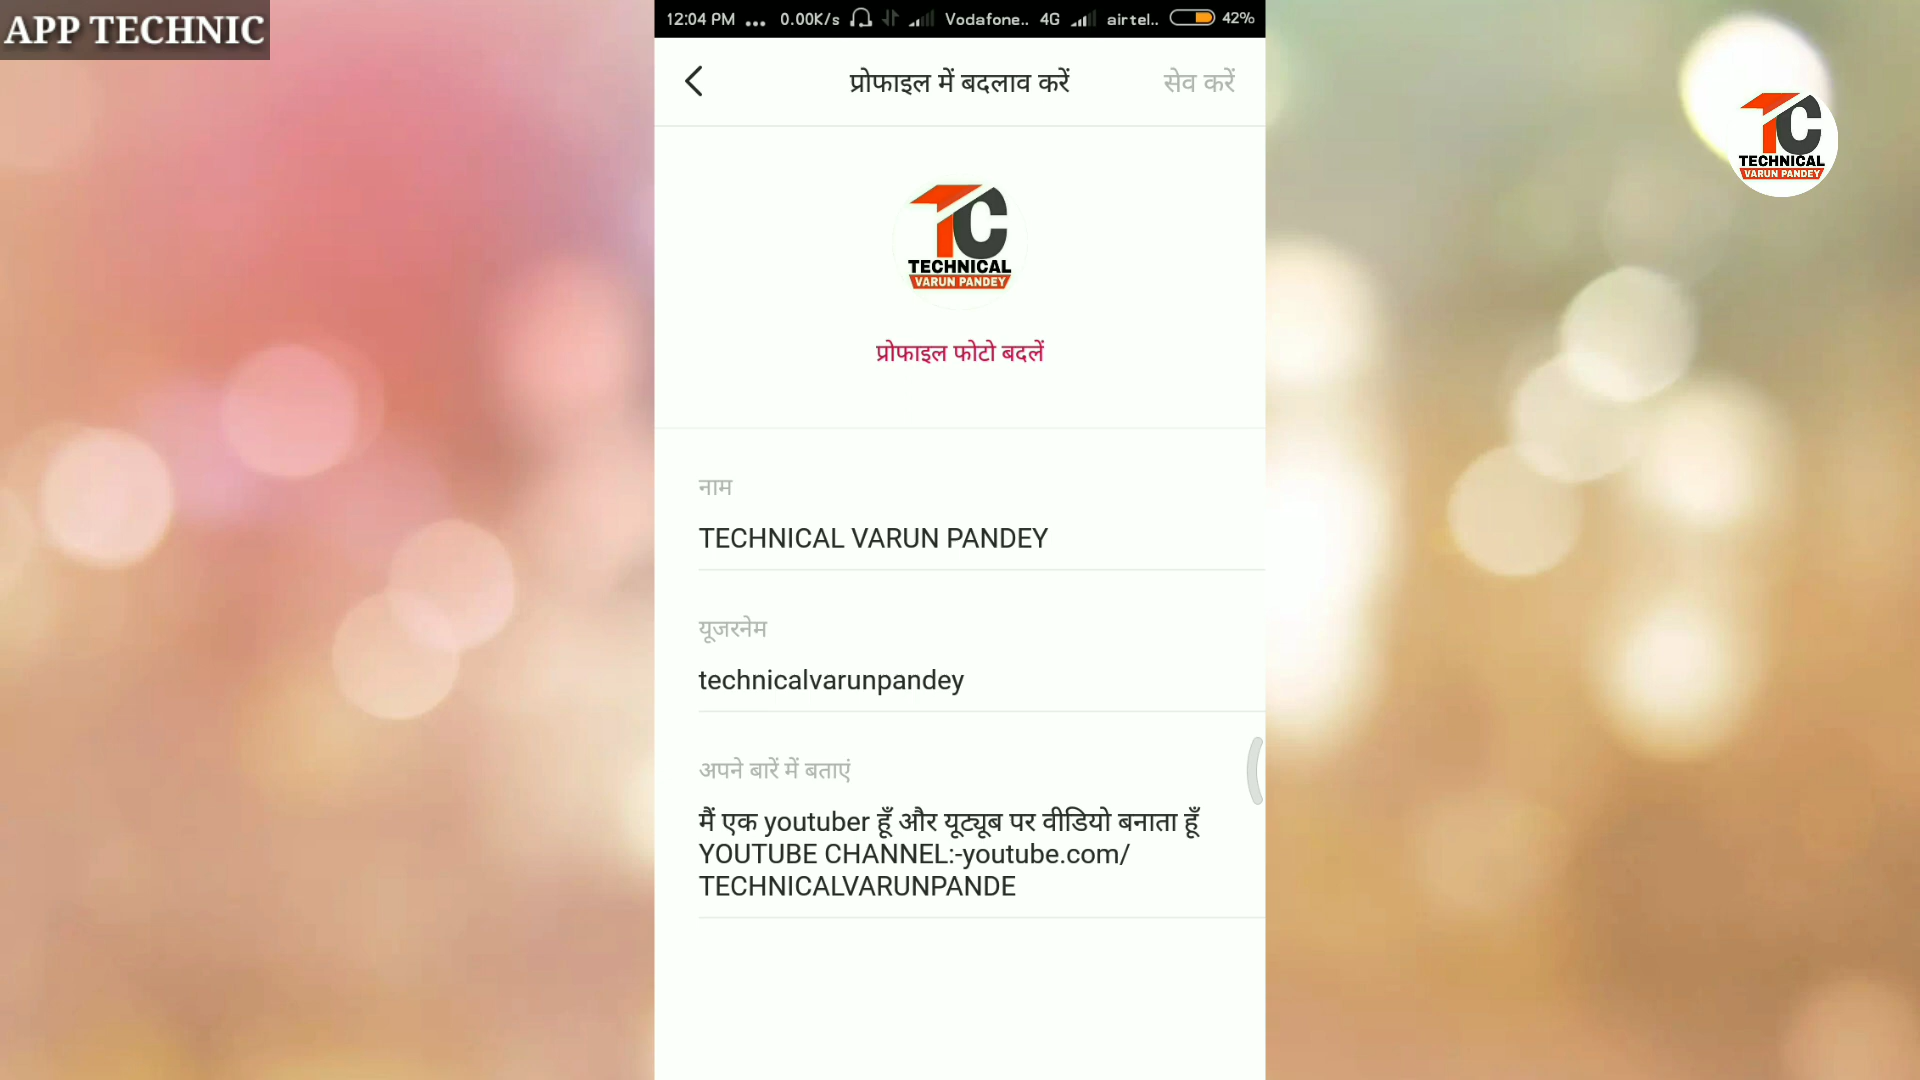 APP TECHNIC
12:04 PM ... 0.00K/s Vodafone.. 4G airtel.. 42%
प्रोफाइल में बदलाव करें
सेव करें
TC
TECHNICAL
VARUN PANDEY
TC
TECHNICAL
VARUN PANDEY
प्रोफाइल फोटो बदलें
नाम
TECHNICAL VARUN PANDEY
यूजरनेम
technicalvarunpandey
अपने बारें में बताएं
मैं एक youtuber हूँ और यूट्यूब पर वीडियो बनाता हूँ
YOUTUBE CHANNEL:-youtube.com/
TECHNICALVARUNPANDE